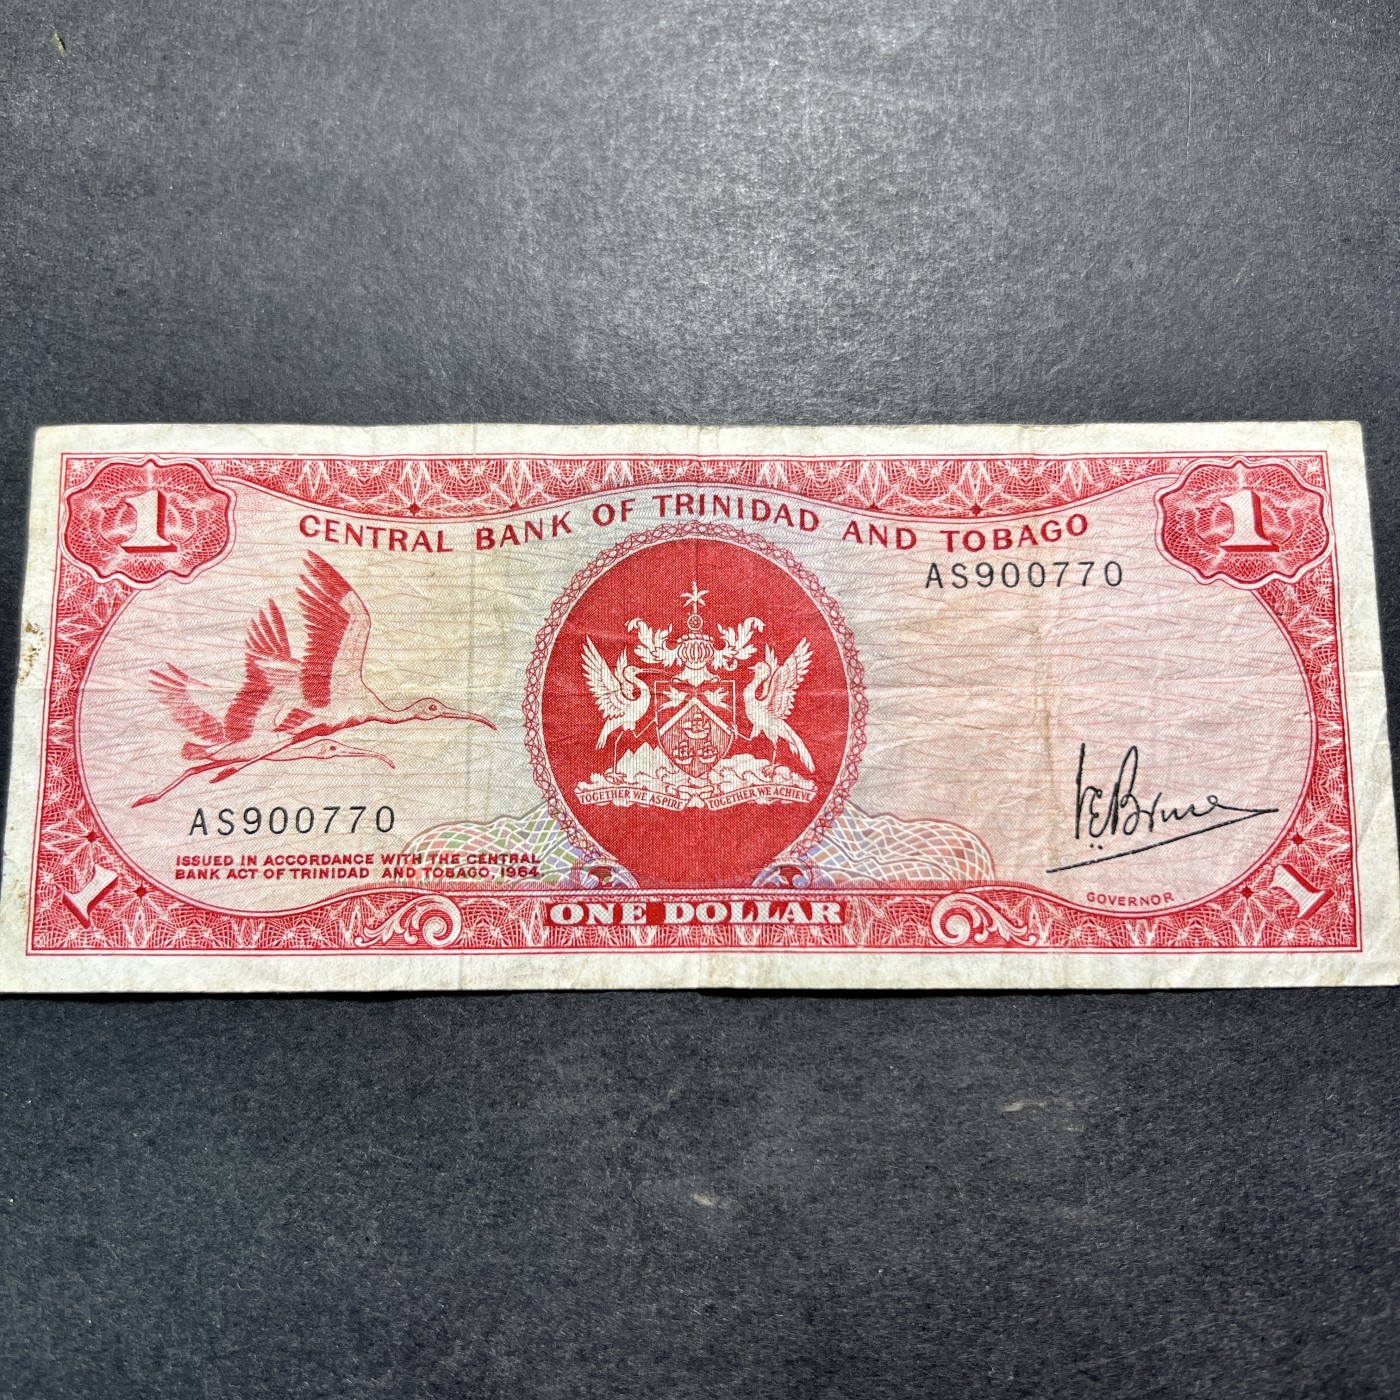 1
1
CENTRAL BANK OF TRINIDAD AND TOBAGO
AS900770
TOGETHER WE ASPIRE TOGETHER WE ACHIEVE
AS900770
ISSUED IN ACCORDANCE WITH THE CENTRAL
BANK ACT OF TRINIDAD AND TOBAGO, 1964.
GOVERNOR
1
ONE DOLLAR
1